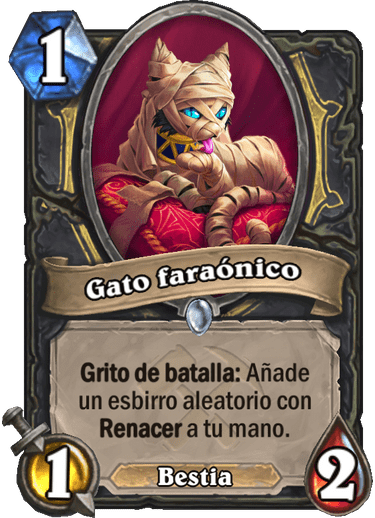 1
Gato faraónico
Grito de batalla: Añade
un esbirro aleatorio con
Renacer a tu mano.
1
Bestia
2